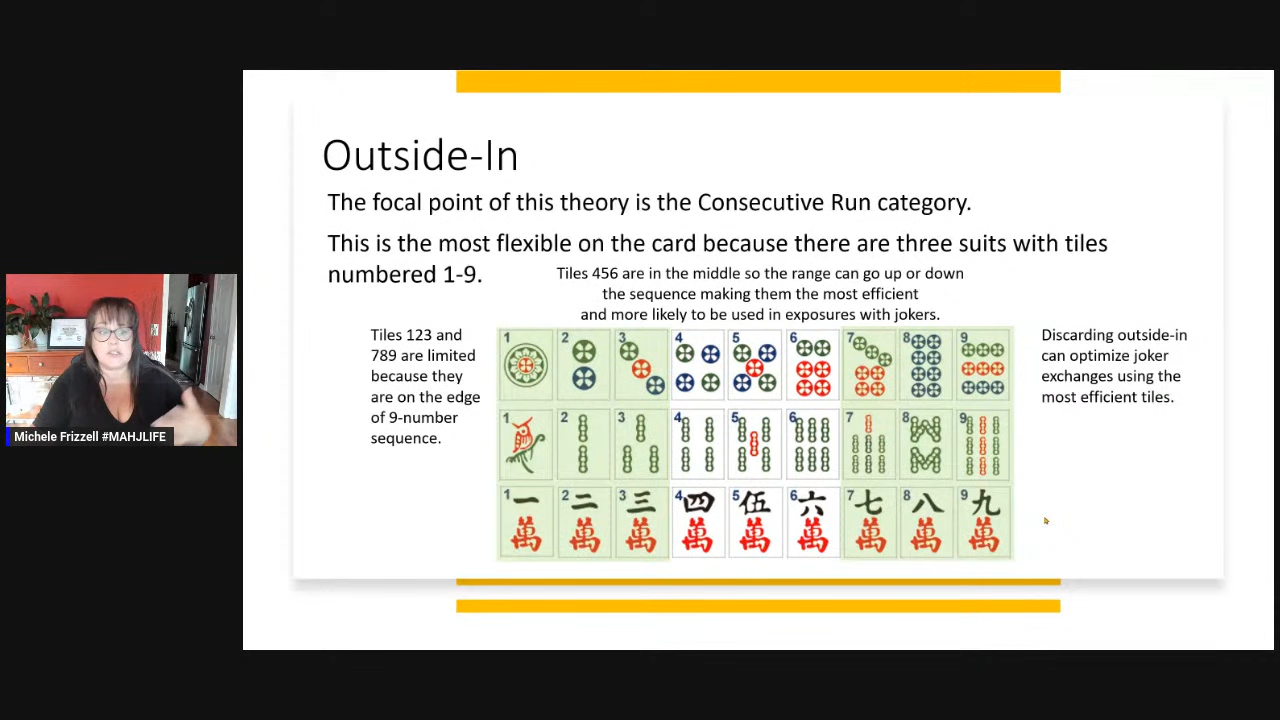 Outside-In
The focal point of this theory is the Consecutive Run category.
This is the most flexible on the card because there are three suits with tiles
numbered 1-9.
Tiles 456 are in the middle so the range can go up or down
the sequence making them the most efficient
and more likely to be used in exposures with jokers.
Tiles 123 and
789 are limited
because they
are on the edge
of 9-number
sequence.
1 2 3 4 5 6 7 8 9
1 2 3 4 5 6 7 8 9
1 2 3 4 5 6 7 8 9
一 二 三 四 伍 六 七 八 九
萬 萬 萬 萬 萬 萬 萬 萬 萬
Discarding outside-in
can optimize joker
exchanges using the
most efficient tiles.
Michele Frizzell #MAHJLIFE